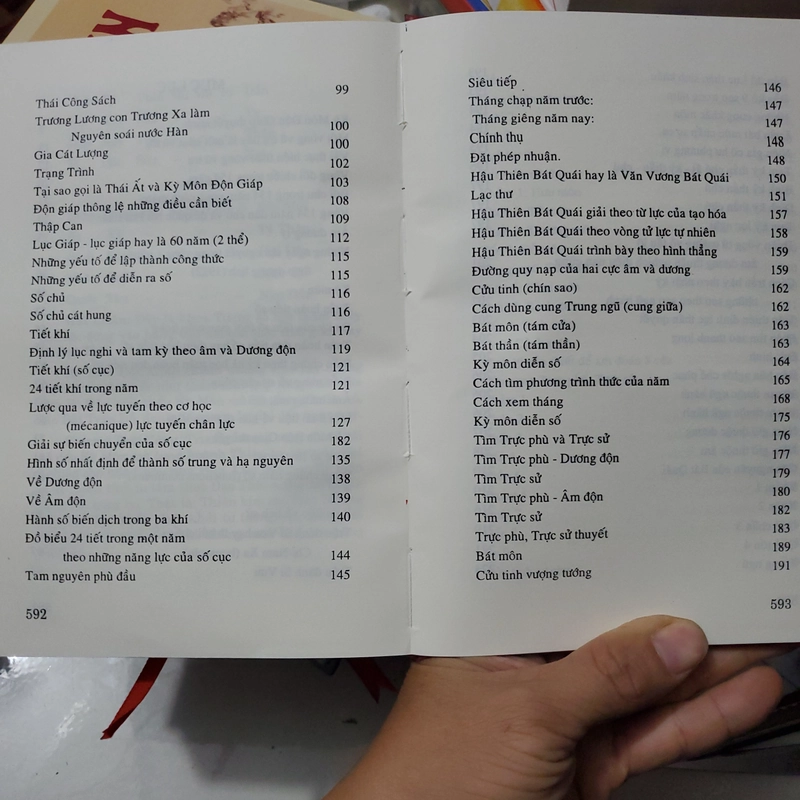 Thái Công Sách 99
Trương Lương con Trương Xa làm
Nguyên soái nước Hàn 100
Gia Cát Lượng 100
Trạng Trình 102
Tại sao gọi là Thái Ất và Kỳ Môn Độn Giáp 103
Độn giáp thông lệ những điều cần biết 108
Thập Can 109
Lục Giáp - lục giáp hay là 60 năm (2 thể) 112
Những yếu tố để lập thành công thức 115
Những yếu tố để diễn ra số 115
Số chủ 116
Số chủ cát hung 116
Tiết khí 117
Định lý lục nghi và tam kỳ theo âm và Dương độn 119
Tiết khí (số cục) 121
24 tiết khí trong năm 121
Lược qua về lực tuyến theo cơ học
(mécanique) lực tuyến chân lực 127
Giải sự biến chuyển của số cục 182
Hình số nhất định để thành số trung và hạ nguyên 135
Về Dương độn 138
Về Âm độn 139
Hành số biến dịch trong ba khí 140
Đồ biểu 24 tiết trong một năm
theo những năng lực của số cục 144
Tam nguyên phù đầu 145
592
Siêu tiếp 146
Tháng chạp năm trước: 147
Tháng giêng năm nay: 147
Chính thụ 148
Đặt phép nhuận. 148
Hậu Thiên Bát Quái hay là Văn Vương Bát Quái 150
Lạc thư 151
Hậu Thiên Bát Quái giải theo từ lực của tạo hóa 157
Hậu Thiên Bát Quái theo vòng tử lực tự nhiên 158
Hậu Thiên Bát Quái trình bày theo hình thẳng 159
Đường quy nạp của hai cực âm và dương 159
Cửu tinh (chín sao) 162
Cách dùng cung Trung ngũ (cung giữa) 162
Bát môn (tám cửa) 163
Bát thần (tám thần) 163
Kỳ môn diễn số 164
Cách tìm phương trình thức của năm 165
Cách xem tháng 168
Kỳ môn diễn số 175
Tìm Trực phù và Trực sử 176
Tìm Trực phù - Dương độn 177
Tìm Trực sử 179
Tìm Trực phù - Âm độn 180
Tìm Trực sử 182
Trực phù, Trực sử thuyết 183
Bát môn 189
Cửu tinh vượng tướng 191
593